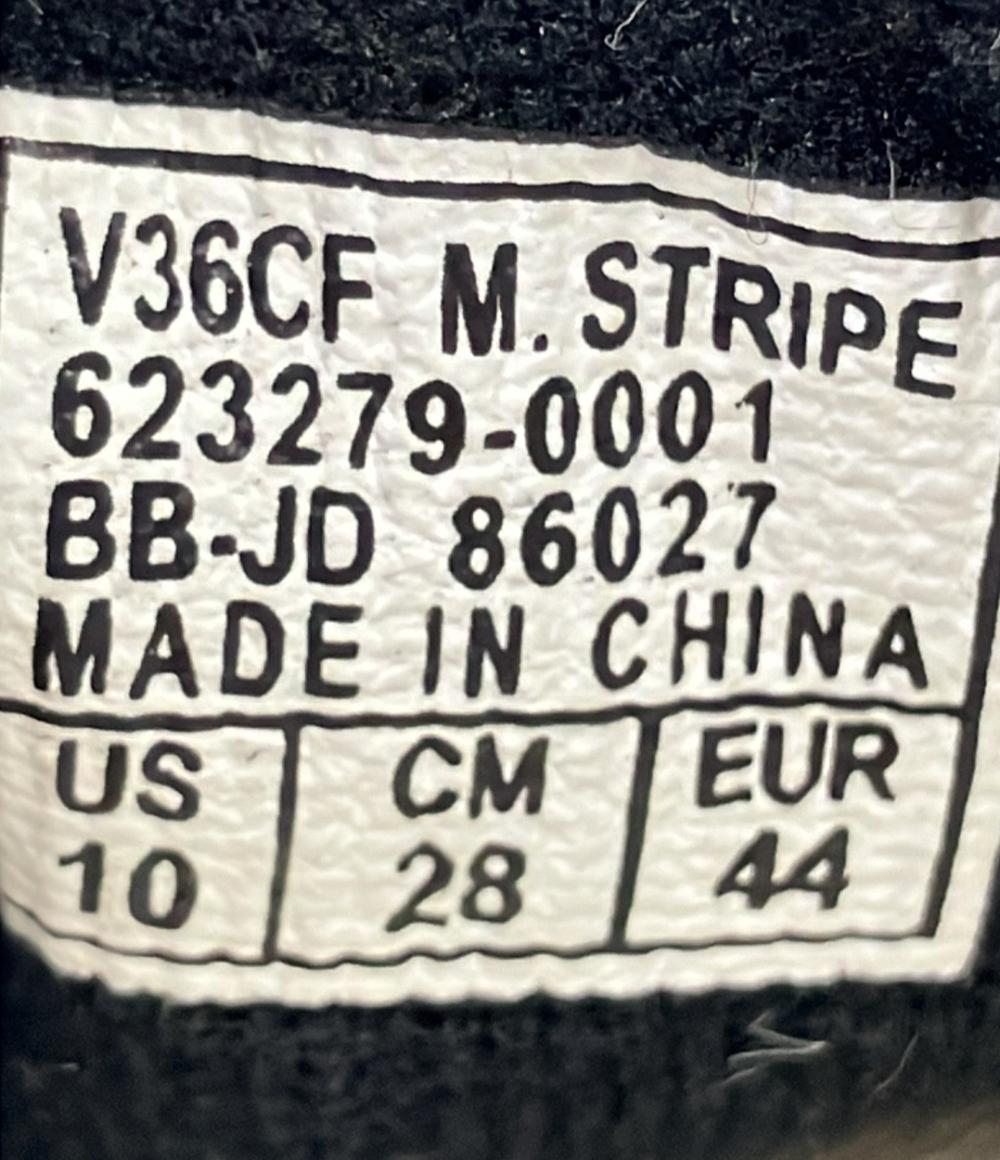 V36CF M. STRIPE
623279-0001
BB-JD 86027
MADE IN CHINA
US CM EUR
10 28 44